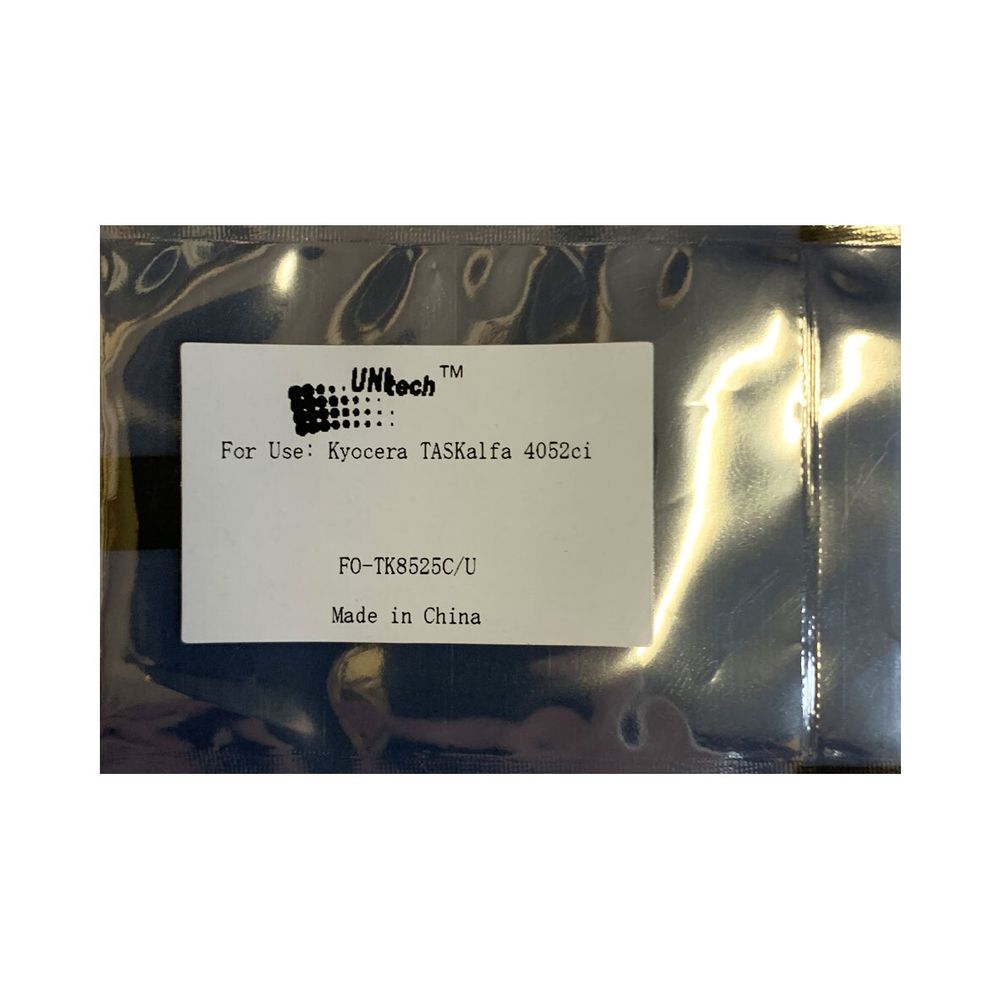 UNItech™
For Use: Kyocera TASKalfa 4052ci
FO-TK8525C/U
Made in China